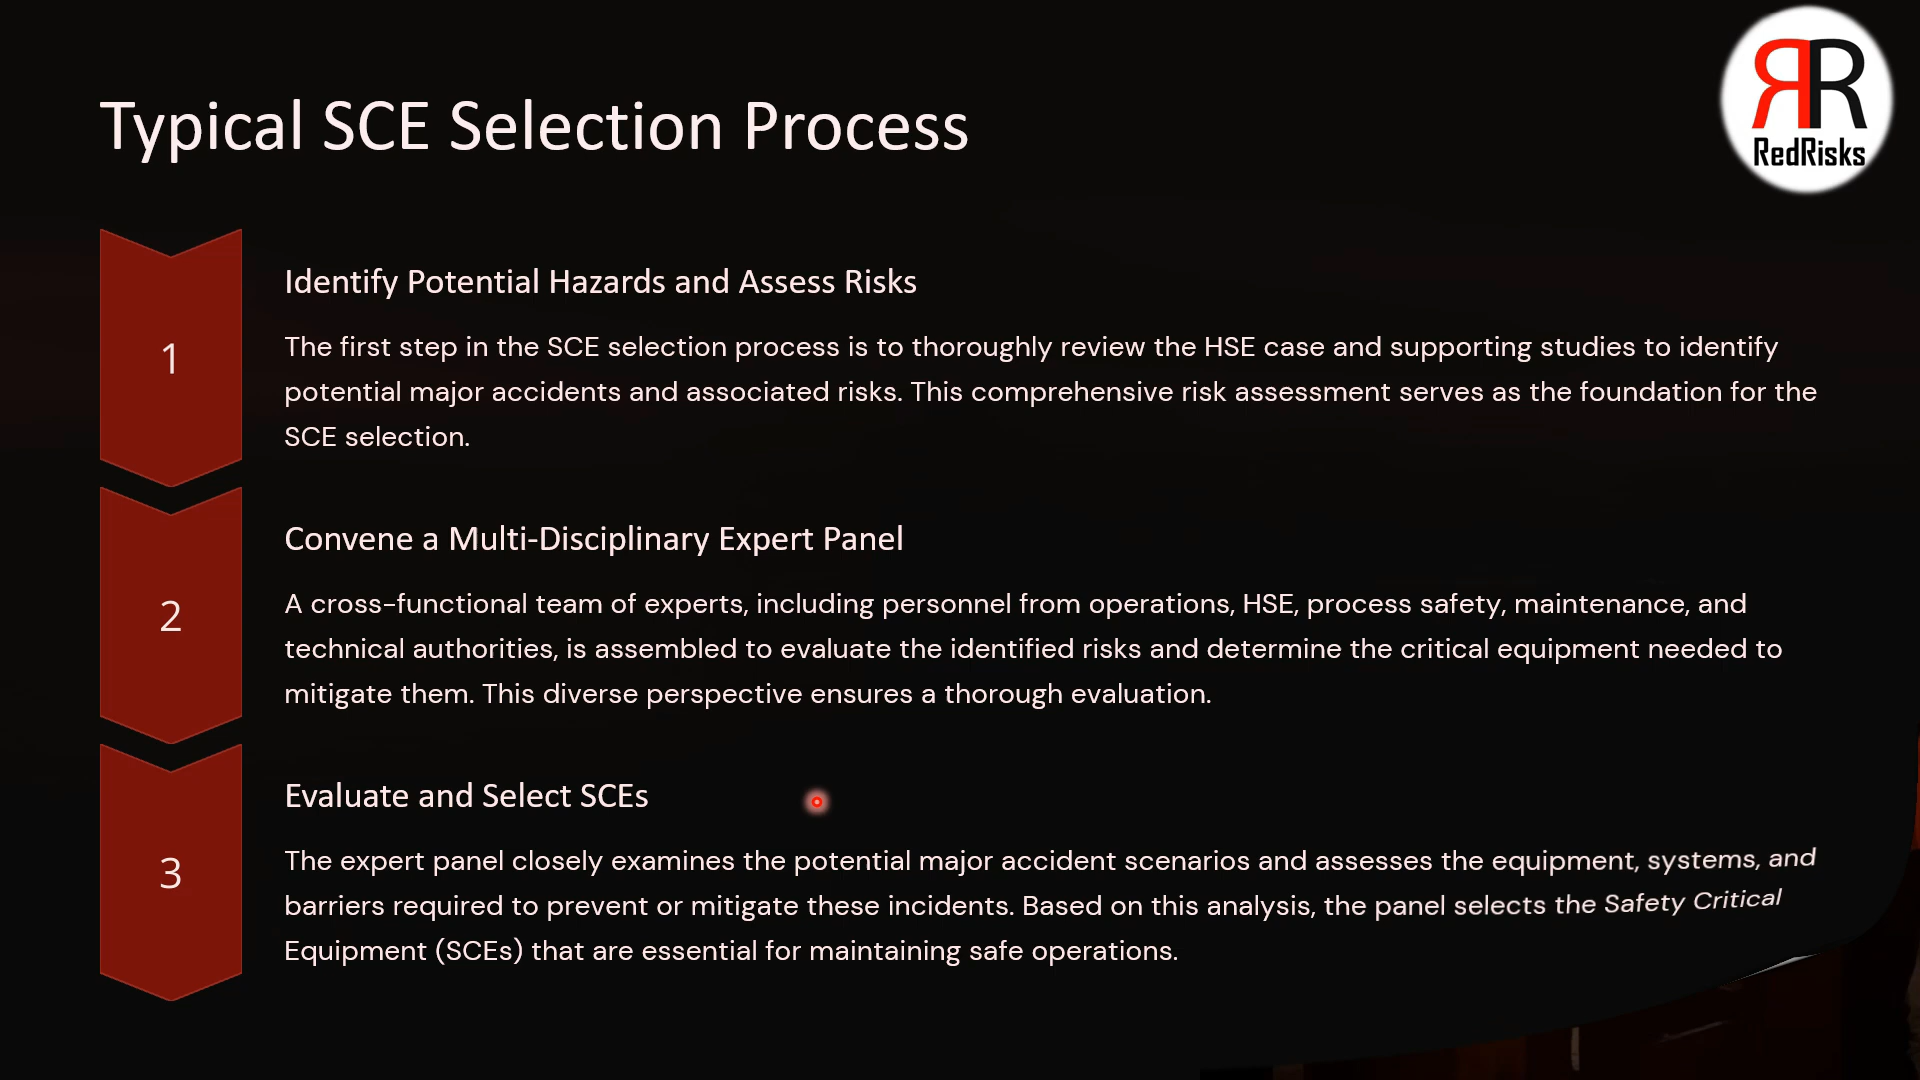 Typical SCE Selection Process
RR
RedRisks
1
Identify Potential Hazards and Assess Risks
The first step in the SCE selection process is to thoroughly review the HSE case and supporting studies to identify
potential major accidents and associated risks. This comprehensive risk assessment serves as the foundation for the
SCE selection.
2
Convene a Multi-Disciplinary Expert Panel
A cross-functional team of experts, including personnel from operations, HSE, process safety, maintenance, and
technical authorities, is assembled to evaluate the identified risks and determine the critical equipment needed to
mitigate them. This diverse perspective ensures a thorough evaluation.
3
Evaluate and Select SCEs
The expert panel closely examines the potential major accident scenarios and assesses the equipment, systems, and
barriers required to prevent or mitigate these incidents. Based on this analysis, the panel selects the Safety Critical
Equipment (SCEs) that are essential for maintaining safe operations.